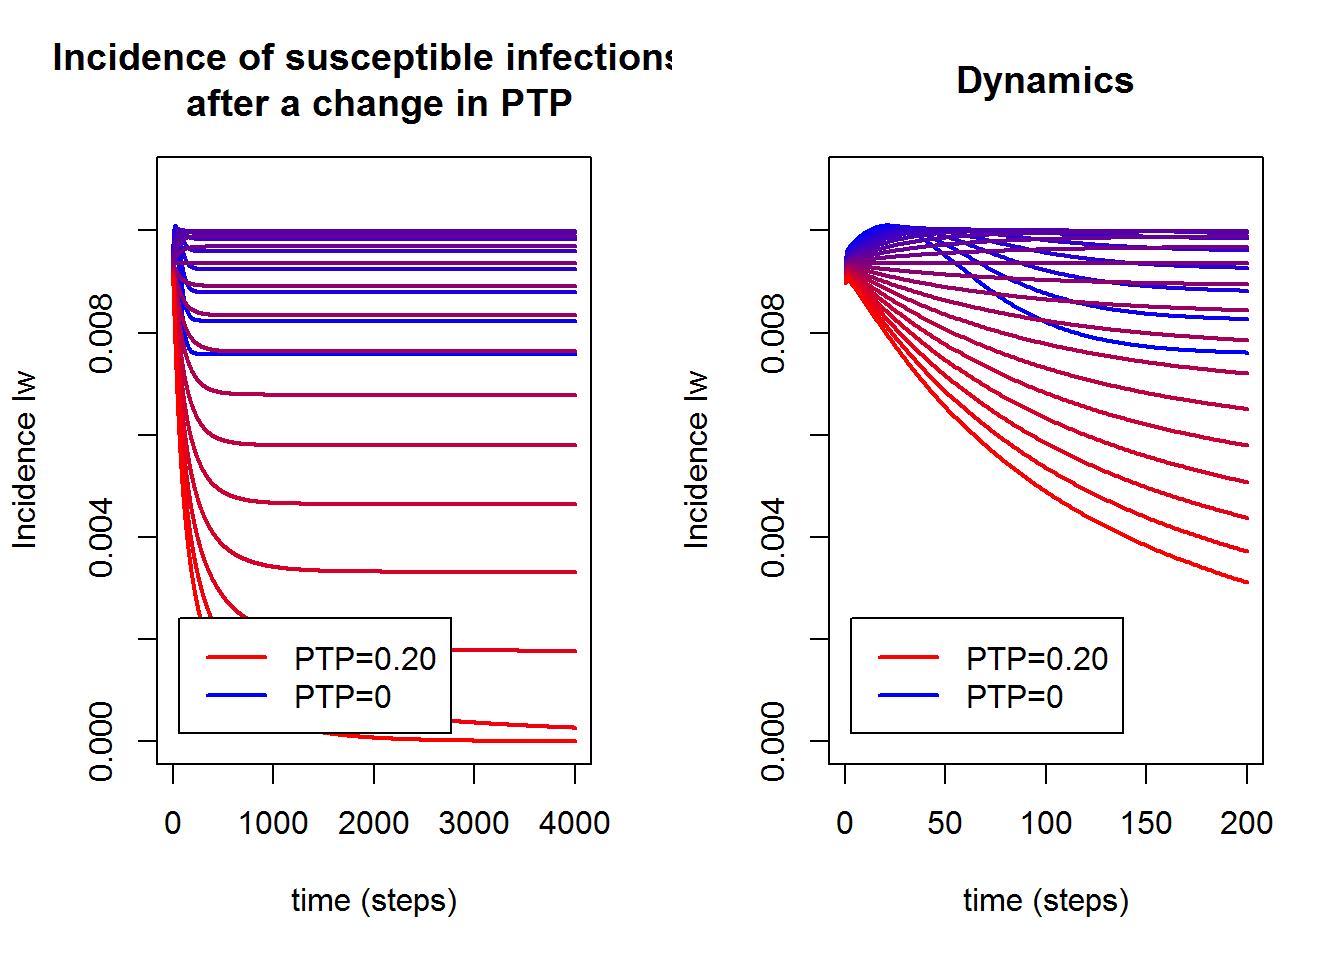 Incidence of susceptible infections
after a change in PTP
Incidence Iw
0.008
0.004
0.000
PTP=0.20
PTP=0
0 1000 2000 3000 4000
time (steps)
Dynamics
Incidence Iw
0.008
0.004
0.000
PTP=0.20
PTP=0
0 50 100 150 200
time (steps)